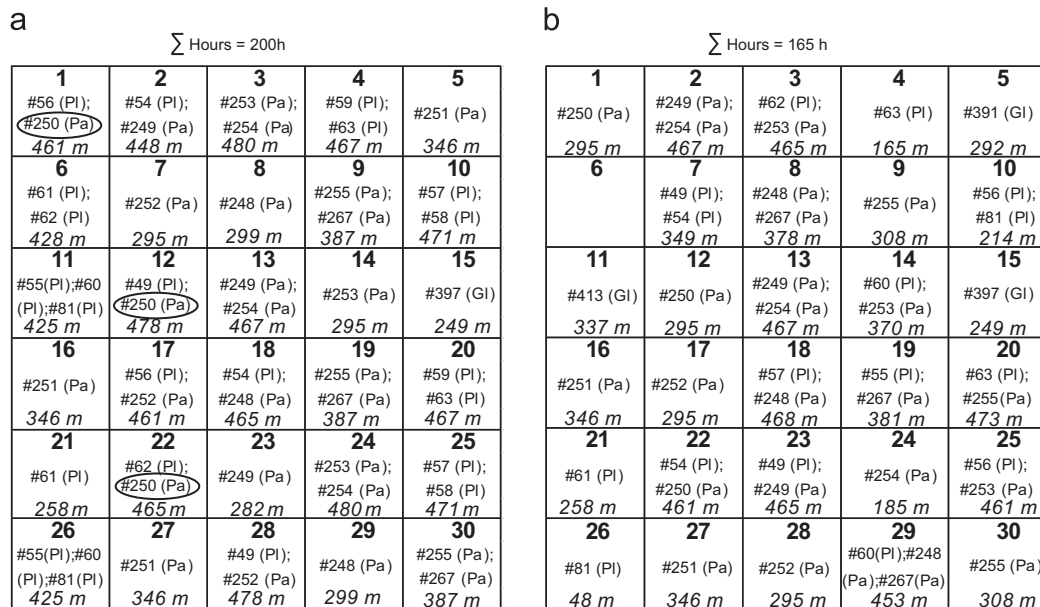 a
∑ Hours = 200h
1
#56 (Pl);
#250 (Pa)
461 m
2
#54 (Pl);
#249 (Pa)
448 m
3
#253 (Pa);
#254 (Pa)
480 m
4
#59 (Pl);
#63 (Pl)
467 m
5
#251 (Pa)
346 m
6
#61 (Pl);
#62 (Pl)
428 m
7
#252 (Pa)
295 m
8
#248 (Pa)
299 m
9
#255 (Pa);
#267 (Pa)
387 m
10
#57 (Pl);
#58 (Pl)
471 m
11
#55(Pl);#60
(Pl);#81(Pl)
425 m
12
#49 (Pl);
#250 (Pa)
478 m
13
#249 (Pa);
#254 (Pa)
467 m
14
#253 (Pa)
295 m
15
#397 (Gl)
249 m
16
#251 (Pa)
346 m
17
#56 (Pl);
#252 (Pa)
461 m
18
#54 (Pl);
#248 (Pa)
465 m
19
#255 (Pa);
#267 (Pa)
387 m
20
#59 (Pl);
#63 (Pl)
467 m
21
#61 (Pl)
258 m
22
#62 (Pl);
#250 (Pa)
465 m
23
#249 (Pa)
282 m
24
#253 (Pa);
#254 (Pa)
480 m
25
#57 (Pl);
#58 (Pl)
471 m
26
#55(Pl);#60
(Pl);#81(Pl)
425 m
27
#251 (Pa)
346 m
28
#49 (Pl);
#252 (Pa)
478 m
29
#248 (Pa)
299 m
30
#255 (Pa);
#267 (Pa)
387 m
b
∑ Hours = 165 h
1
#250 (Pa)
295 m
2
#249 (Pa);
#254 (Pa)
467 m
3
#62 (Pl);
#253 (Pa)
465 m
4
#63 (Pl)
165 m
5
#391 (Gl)
292 m
6
7
#49 (Pl);
#54 (Pl)
349 m
8
#248 (Pa);
#267 (Pa)
378 m
9
#255 (Pa)
308 m
10
#56 (Pl);
#81 (Pl)
214 m
11
#413 (Gl)
337 m
12
#250 (Pa)
295 m
13
#249 (Pa);
#254 (Pa)
467 m
14
#60 (Pl);
#253 (Pa)
370 m
15
#397 (Gl)
249 m
16
#251 (Pa)
346 m
17
#252 (Pa)
295 m
18
#57 (Pl);
#248 (Pa)
468 m
19
#55 (Pl);
#267 (Pa)
381 m
20
#63 (Pl);
#255(Pa)
473 m
21
#61 (Pl)
258 m
22
#54 (Pl);
#250 (Pa)
461 m
23
#49 (Pl);
#249 (Pa)
465 m
24
#254 (Pa)
185 m
25
#56 (Pl);
#253 (Pa)
461 m
26
#81 (Pl)
48 m
27
#251 (Pa)
346 m
28
#252 (Pa)
295 m
29
#60(Pl);#248
(Pa);#267(Pa)
453 m
30
#255 (Pa)
308 m